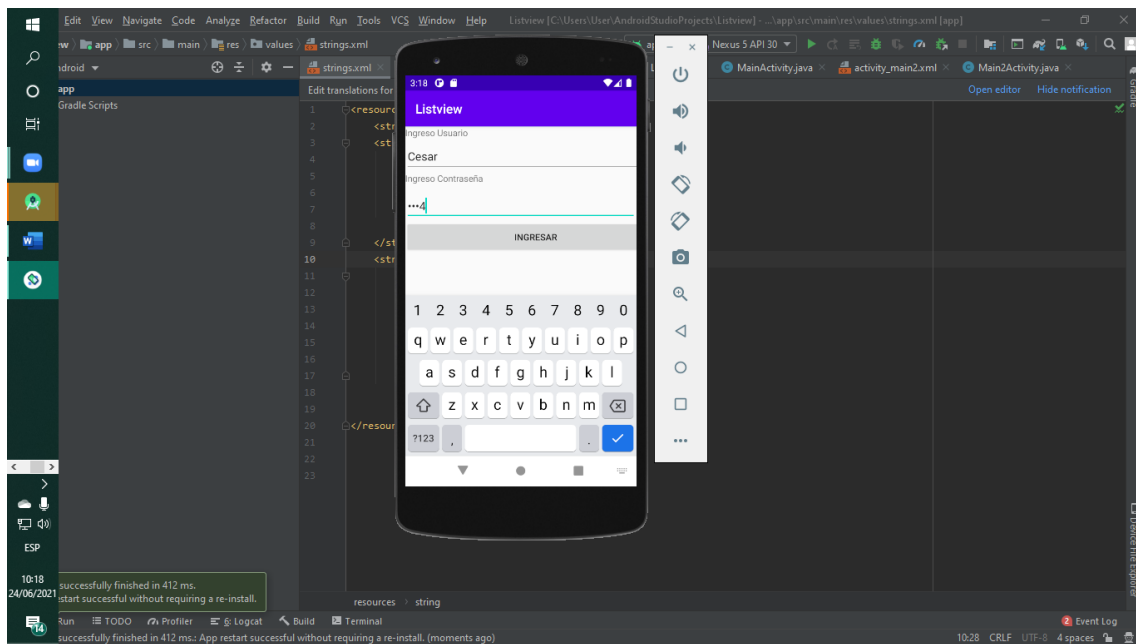 Edit View Navigate Code Analyze Refactor Build Run Tools VCS Window Help Listview [C:\Users\User\AndroidStudioProjects\Listview] - ...\app\src\main\res\values\strings.xml [app]
app src main res values strings.xml
Nexus 5 API 30
strings.xml
MainActivity.java activity_main2.xml Main2Activity.java
app
Edit translations for
Open editor Hide notification
Gradle Scripts
Gradle
1 <resourc
2 <str
3 <st
4
5
6
7
8
9 </st
10 <str
11
12
13
14
15
16
17
18
19
20 </resour
21
22
23
3:18
Listview
Ingreso Usuario
Cesar
Ingreso Contraseña
•••4
INGRESAR
1 2 3 4 5 6 7 8 9 0
q w e r t y u i o p
a s d f g h j k l
z x c v b n m
?123 , .
W
ESP
10:18
24/06/2021
14
successfully finished in 412 ms.
estart successful without requiring a re-install.
resources › string
Device File Explorer
Run TODO Profiler 6: Logcat Build Terminal
2 Event Log
successfully finished in 412 ms.: App restart successful without requiring a re-install. (moments ago)
10:28 CRLF UTF-8 4 spaces